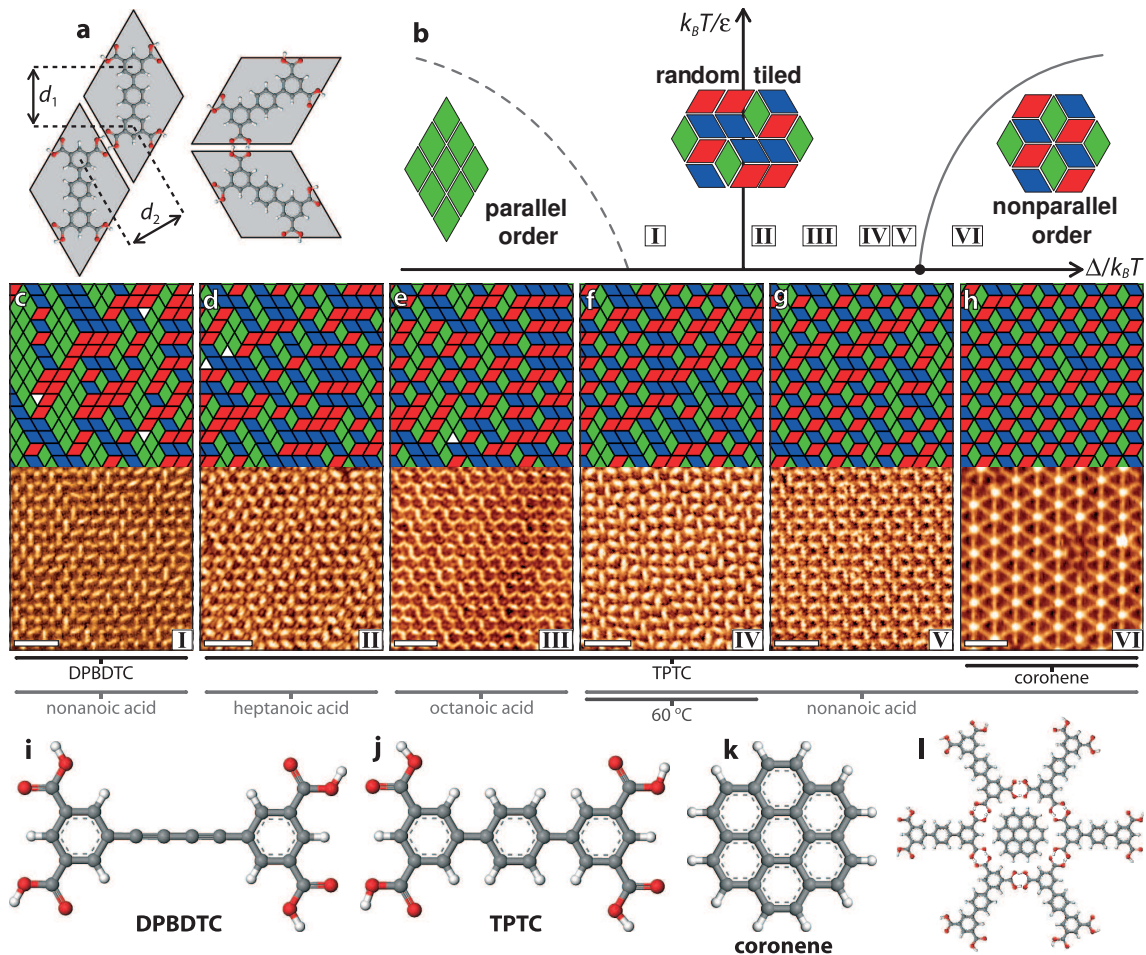 a
d1
d2
b
kBT/ε
random tiled
parallel
order
nonparallel
order
I
II
III
IV
V
VI
Δ/kBT
c
d
e
f
g
h
I
II
III
IV
V
VI
DPBDTC
TPTC
coronene
nonanoic acid
heptanoic acid
octanoic acid
60 °C
nonanoic acid
i
j
k
l
DPBDTC
TPTC
coronene